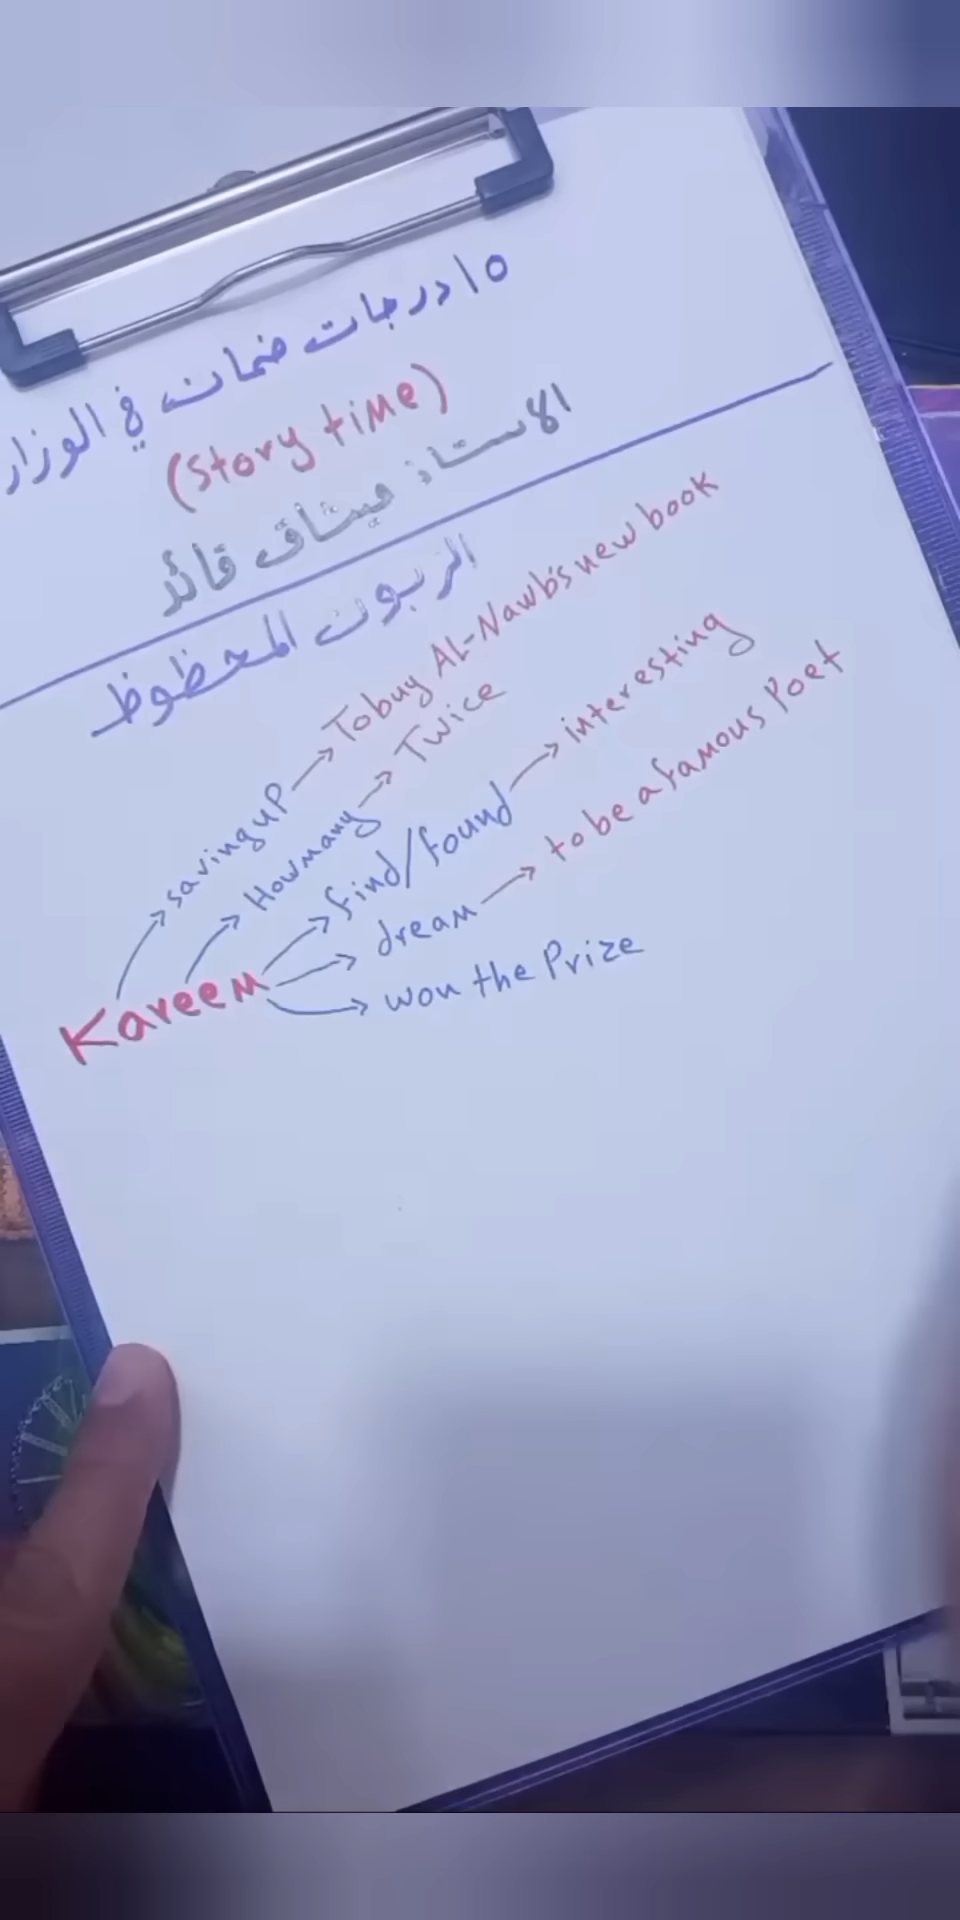 ١٥ درجات ضمان في الوزار
(Story time)
الاستاذ ميثاق قائد
الزبون المحظوظ
Kareem
saving up → To buy AL-Nawb's new book
How many → Twice
find/found → interesting
dream → to be a famous Poet
won the Prize